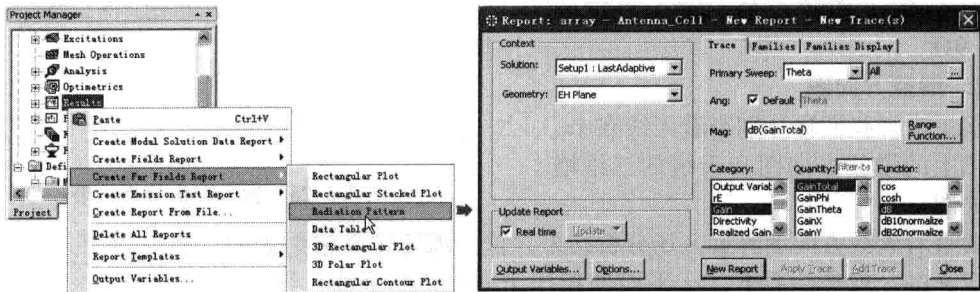 Project Manager
Excitations
Mesh Operations
Analysis
Optimetrics
Results
Paste Ctrl+V
Create Modal Solution Data Report
Create Fields Report
Create Far Fields Report
Create Emission Test Report
Create Report From File...
Delete All Reports
Report Templates
Output Variables...
Defi
Project
Rectangular Plot
Rectangular Stacked Plot
Radiation Pattern
Data Table
3D Rectangular Plot
3D Polar Plot
Rectangular Contour Plot
Report: array - Antenna_Cell - New Report - New Trace(s)
Context
Solution: Setup1 : LastAdaptive
Geometry: EH Plane
Update Report
Real time Update
Output Variables... Options...
Trace Families Families Display
Primary Sweep: Theta All ...
Ang: Default Theta ...
Mag: dB(GainTotal) Range Function...
Category: Quantity: filter-te Function:
Output Variat GainTotal cos
rE GainPhi cosh
Gain GainTheta dB
Directivity GainX dB10normalize
Realized Gain GainY dB20normalize
New Report Apply Trace Add Trace Close